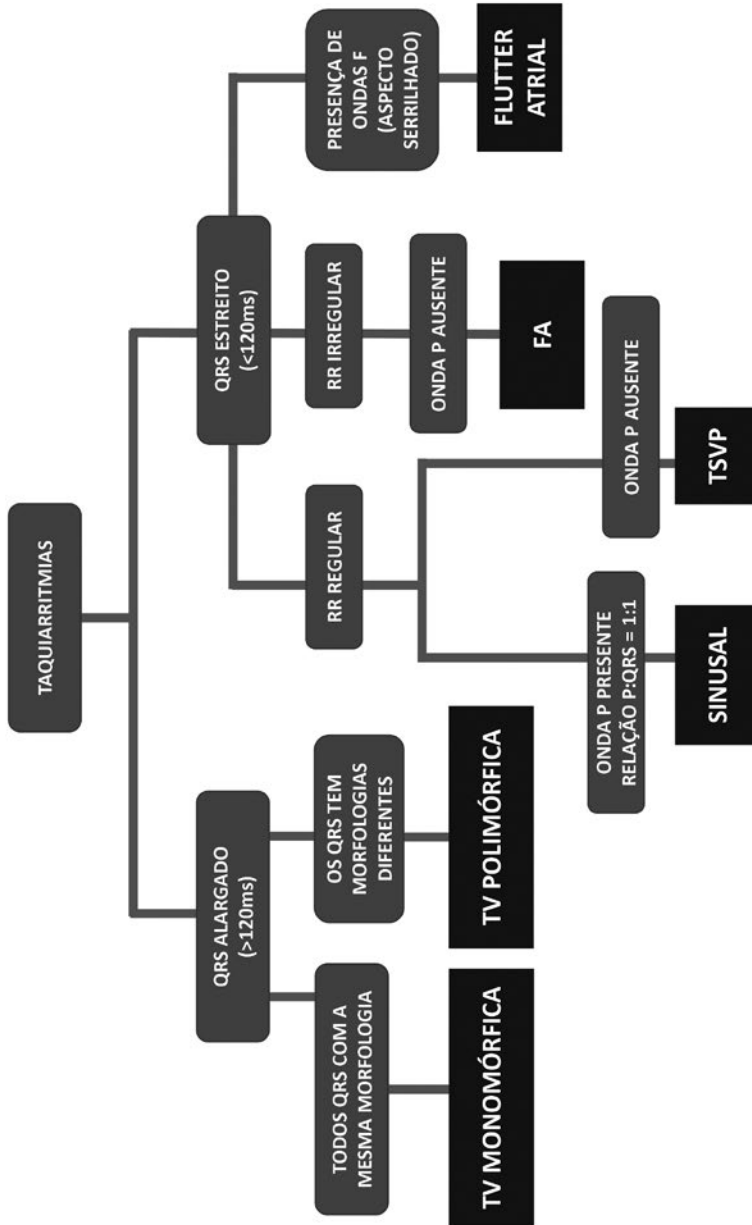 TAQUIARRITMIAS
QRS ALARGADO
(>120ms)
QRS ESTREITO
(<120ms)
TODOS QRS COM A
MESMA MORFOLOGIA
OS QRS TEM
MORFOLOGIAS
DIFERENTES
RR REGULAR
RR IRREGULAR
PRESENÇA DE
ONDAS F
(ASPECTO
SERRILHADO)
ONDA P AUSENTE
TV MONOMÓRFICA
TV POLIMÓRFICA
FA
FLUTTER
ATRIAL
ONDA P PRESENTE
RELAÇÃO P:QRS = 1:1
ONDA P AUSENTE
SINUSAL
TSVP